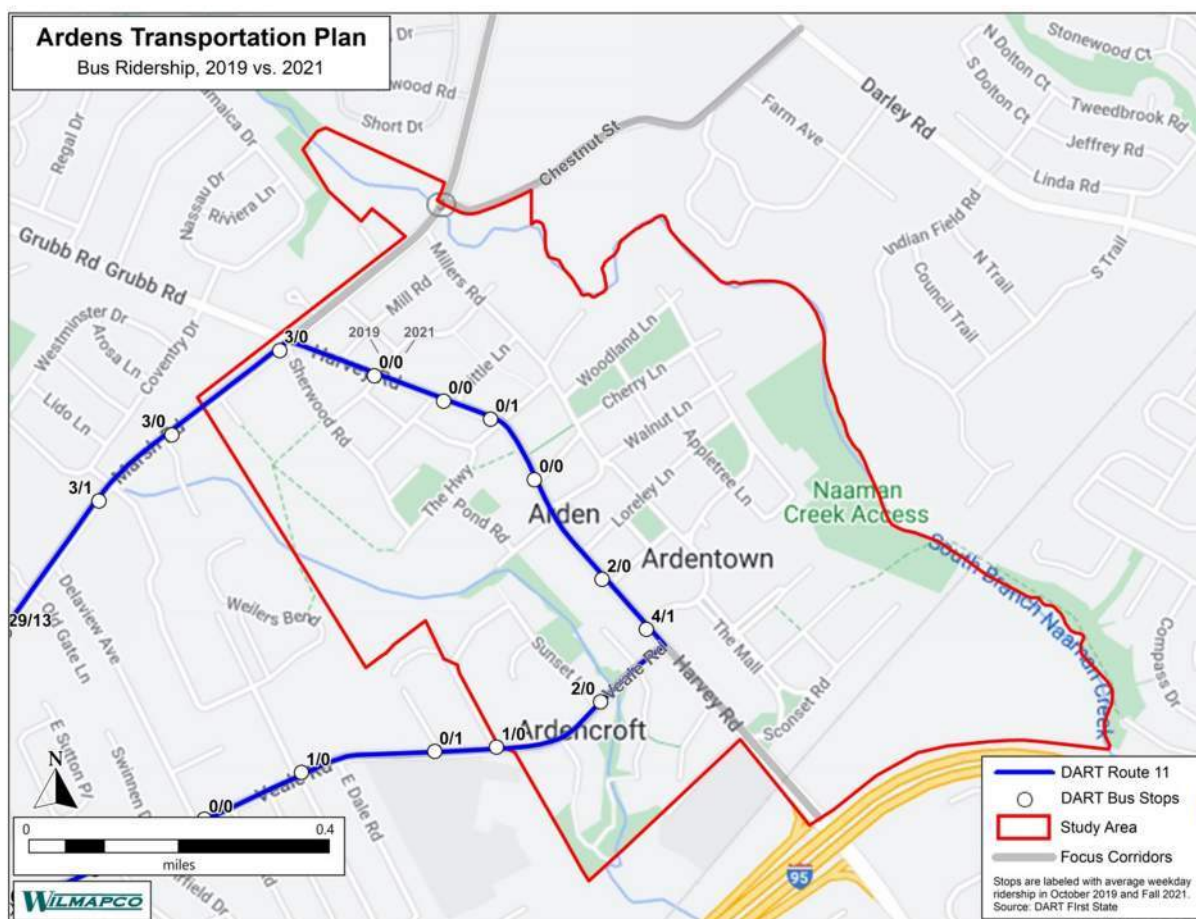 Ardens Transportation Plan
Bus Ridership, 2019 vs. 2021
Short Dr
Regal Dr
Nassau Dr
Riviera Ln
Grubb Rd Grubb Rd
Chestnut St
Farm Ave
Darley Rd
N Dolton Ct
S Dolton Ct
Stonewood Ct
Tweedbrook Rd
Jeffrey Rd
Linda Rd
Indian Field Rd
N Trail
S Trail
Council Trail
Millers Rd
Mill Rd
Westminster Dr
Arosa Ln
Coventry Dr
Lido Ln
3/0
2019
2021
Harvey Rd
0/0
0/0
0/1
Sherwood Rd
Woodland Ln
Cherry Ln
Walnut Ln
Appletree Ln
Loreley Ln
3/0
Marsh Rd
3/1
The Hwy
Pond Rd
0/0
Arden
Naaman
Creek Access
Ardentown
2/0
4/1
South Branch Naaman Creek
Delaview Ave
Old Gate Ln
Weilers Bend
29/13
The Mall
Compass Dr
Sunset
Veale Rd
Harvey Rd
Sconset Rd
2/0
Ardencroft
1/0
0/1
1/0
Veale Rd
0/0
E Sutton Pl
Swinnen D
E Dale Rd
N
0
0.4
miles
WILMAPCO
95
DART Route 11
DART Bus Stops
Study Area
Focus Corridors
Stops are labeled with average weekday
ridership in October 2019 and Fall 2021.
Source: DART First State